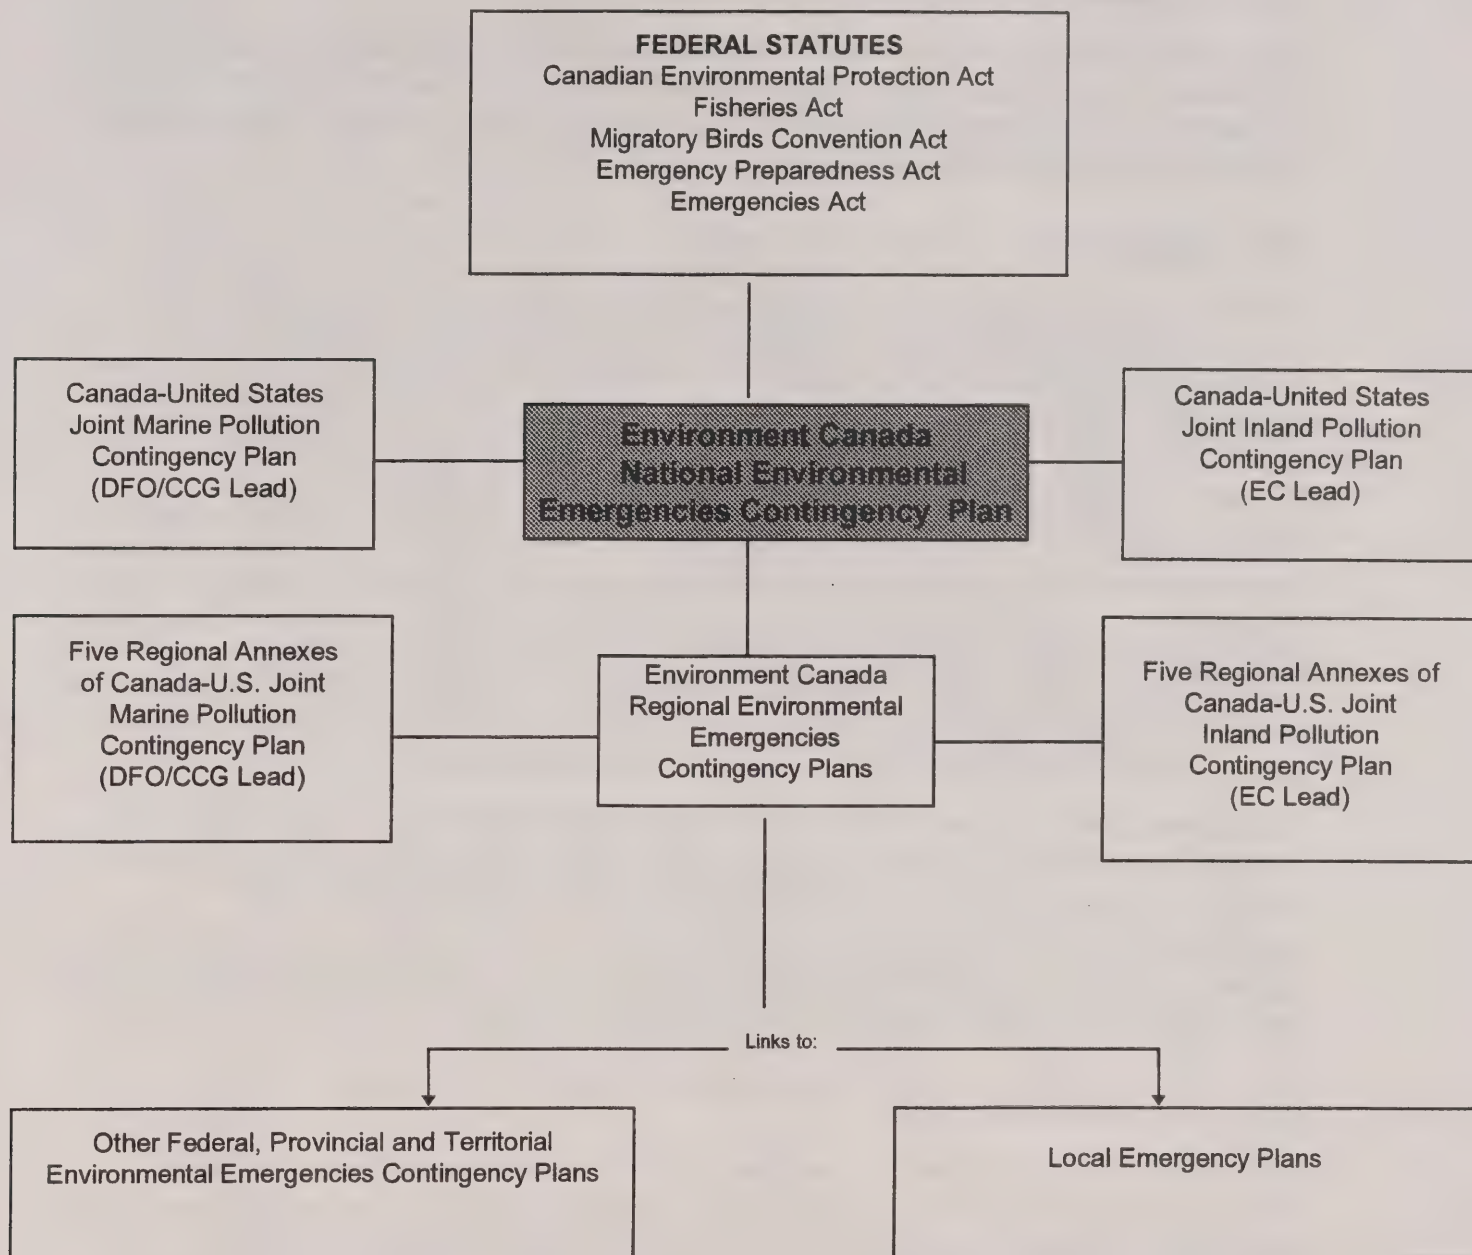 FEDERAL STATUTES
Canadian Environmental Protection Act
Fisheries Act
Migratory Birds Convention Act
Emergency Preparedness Act
Emergencies Act
Canada-United States
Joint Marine Pollution
Contingency Plan
(DFO/CCG Lead)
Environment Canada
National Environmental
Emergencies Contingency Plan
Canada-United States
Joint Inland Pollution
Contingency Plan
(EC Lead)
Five Regional Annexes
of Canada-U.S. Joint
Marine Pollution
Contingency Plan
(DFO/CCG Lead)
Environment Canada
Regional Environmental
Emergencies
Contingency Plans
Five Regional Annexes of
Canada-U.S. Joint
Inland Pollution
Contingency Plan
(EC Lead)
Links to:
Other Federal, Provincial and Territorial
Environmental Emergencies Contingency Plans
Local Emergency Plans